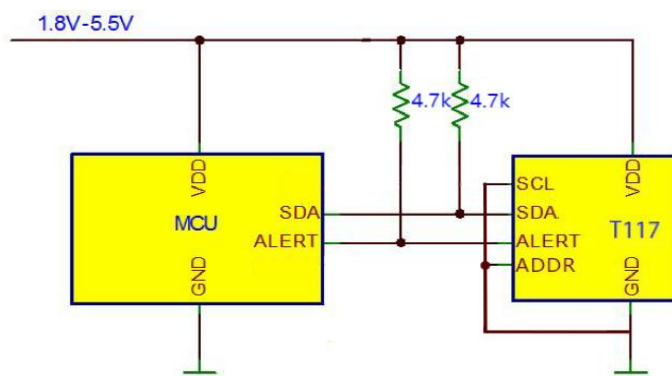 1.8V-5.5V
4.7k
4.7k
VDD
VDD
SCL
SDA
SDA
MCU
T117
ALERT
ALERT
ADDR
GND
GND